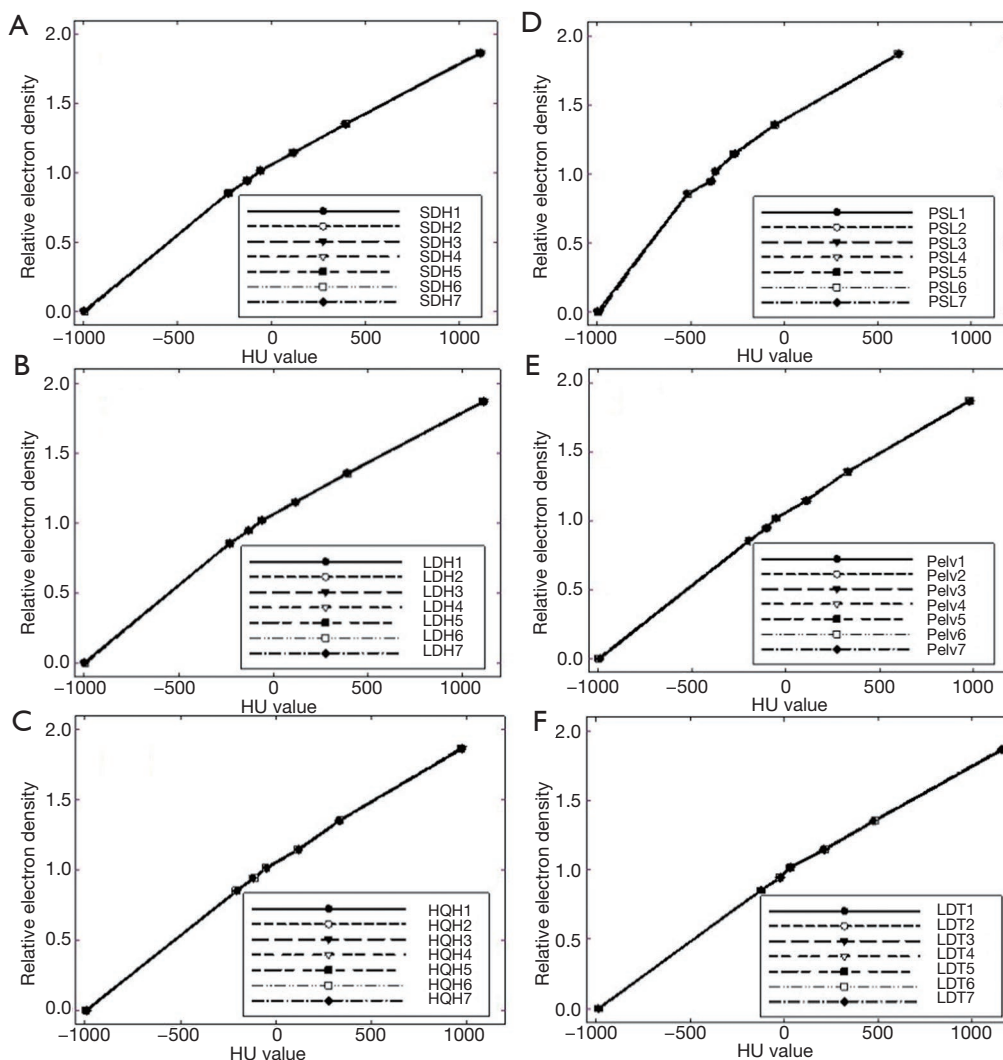 A
Relative electron density
2.0
1.5
1.0
0.5
0.0
SDH1
SDH2
SDH3
SDH4
SDH5
SDH6
SDH7
−1000 −500 0 500 1000
HU value
B
Relative electron density
2.0
1.5
1.0
0.5
0.0
LDH1
LDH2
LDH3
LDH4
LDH5
LDH6
LDH7
−1000 −500 0 500 1000
HU value
C
Relative electron density
2.0
1.5
1.0
0.5
0.0
HQH1
HQH2
HQH3
HQH4
HQH5
HQH6
HQH7
−1000 −500 0 500 1000
HU value
D
Relative electron density
2.0
1.5
1.0
0.5
0.0
PSL1
PSL2
PSL3
PSL4
PSL5
PSL6
PSL7
−1000 −500 0 500 1000
HU value
E
Relative electron density
2.0
1.5
1.0
0.5
0.0
Pelv1
Pelv2
Pelv3
Pelv4
Pelv5
Pelv6
Pelv7
−1000 −500 0 500 1000
HU value
F
Relative electron density
2.0
1.5
1.0
0.5
0.0
LDT1
LDT2
LDT3
LDT4
LDT5
LDT6
LDT7
−1000 −500 0 500 1000
HU value